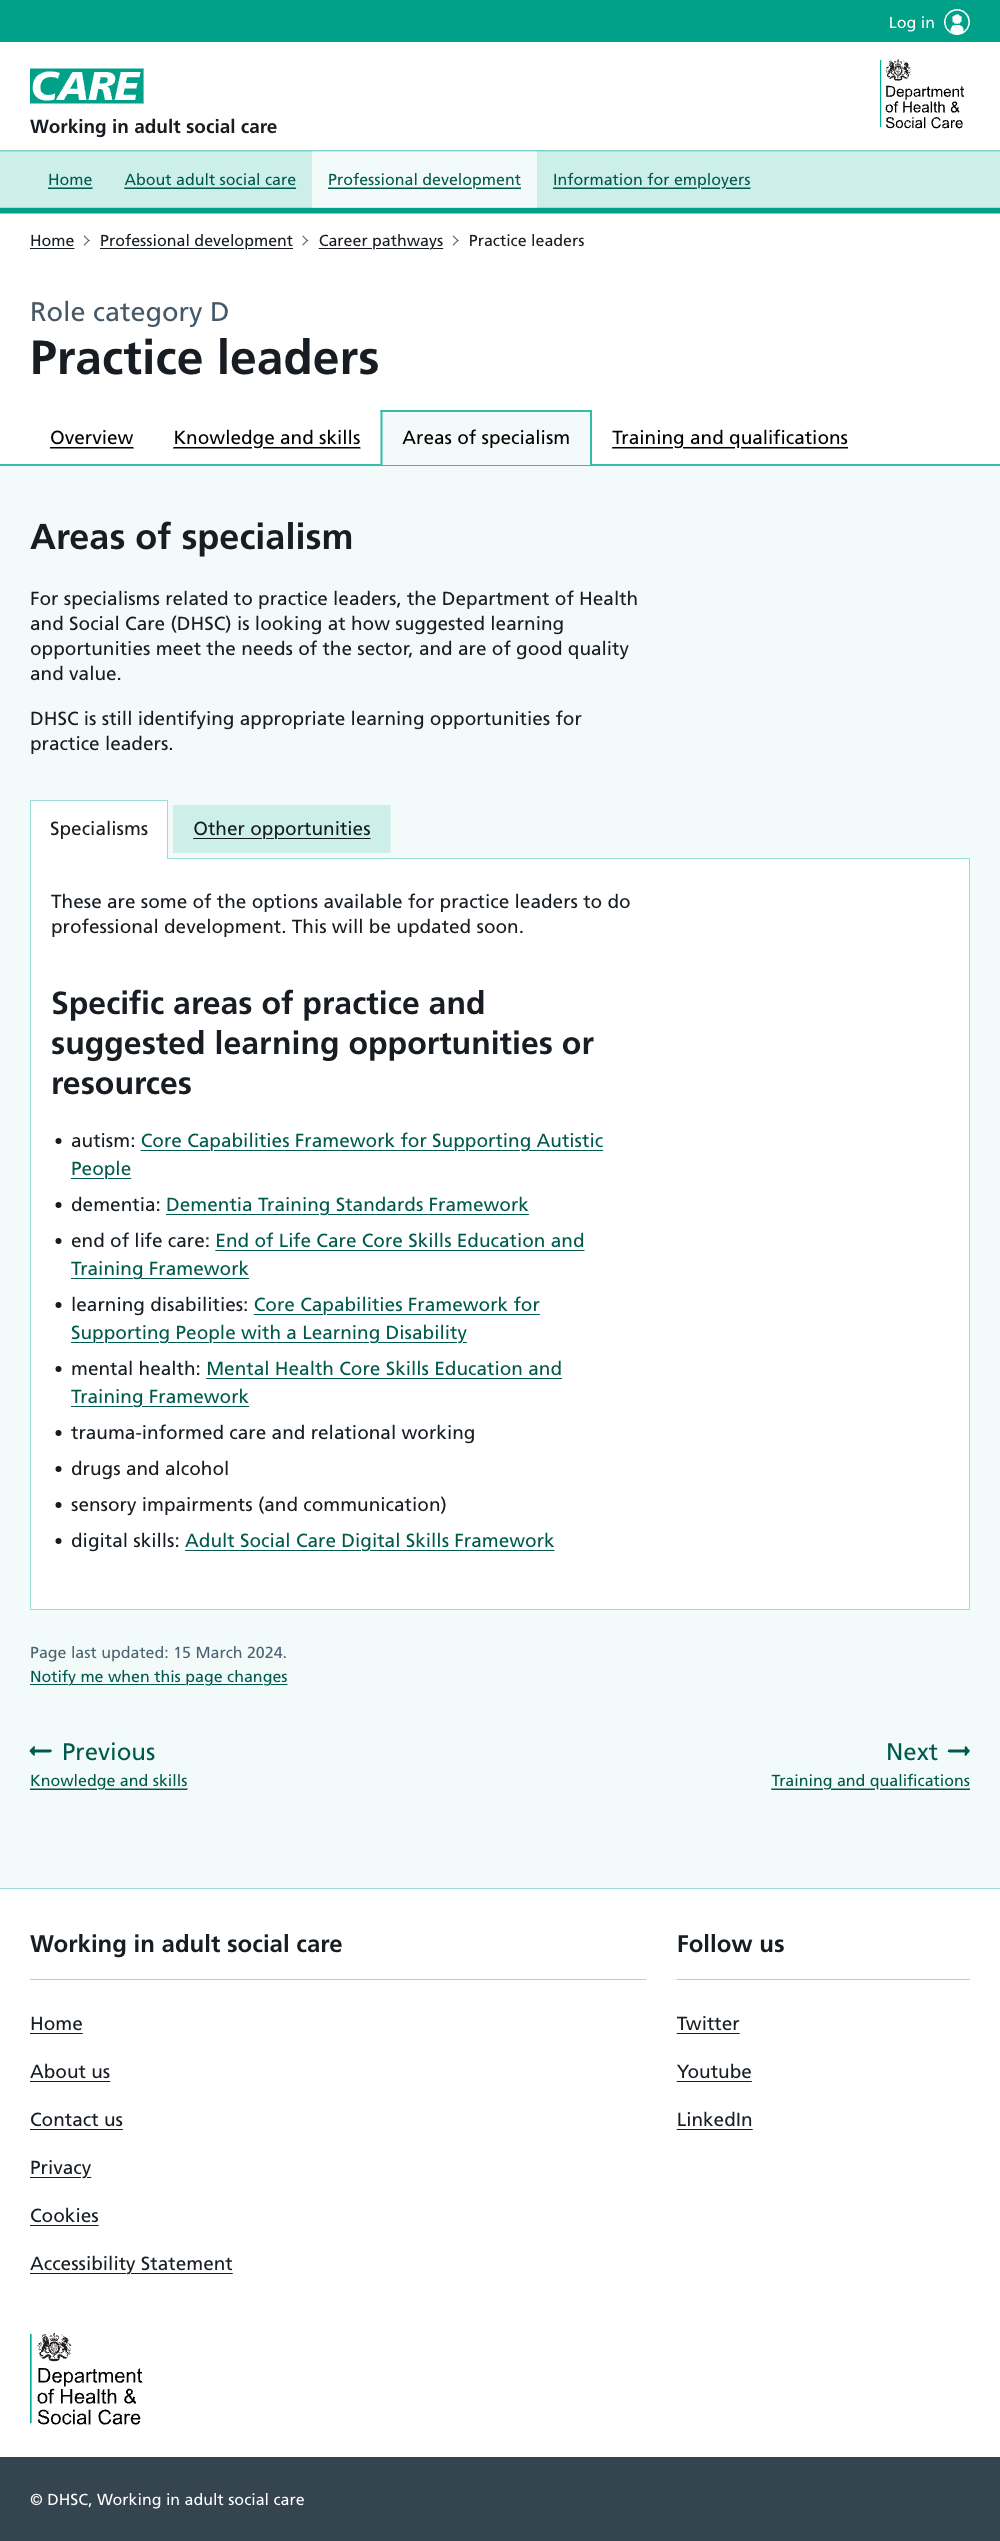 Log in
CARE
Working in adult social care
Department
of Health &
Social Care
Home
About adult social care
Professional development
Information for employers
Home
Professional development
Career pathways
Practice leaders
Role category D
Practice leaders
Overview
Knowledge and skills
Areas of specialism
Training and qualifications
Areas of specialism
For specialisms related to practice leaders, the Department of Health
and Social Care (DHSC) is looking at how suggested learning
opportunities meet the needs of the sector, and are of good quality
and value.
DHSC is still identifying appropriate learning opportunities for
practice leaders.
Specialisms
Other opportunities
These are some of the options available for practice leaders to do
professional development. This will be updated soon.
Specific areas of practice and
suggested learning opportunities or
resources
• autism: Core Capabilities Framework for Supporting Autistic
People
• dementia: Dementia Training Standards Framework
• end of life care: End of Life Care Core Skills Education and
Training Framework
• learning disabilities: Core Capabilities Framework for
Supporting People with a Learning Disability
• mental health: Mental Health Core Skills Education and
Training Framework
• trauma-informed care and relational working
• drugs and alcohol
• sensory impairments (and communication)
• digital skills: Adult Social Care Digital Skills Framework
Page last updated: 15 March 2024.
Notify me when this page changes
Previous
Knowledge and skills
Next
Training and qualifications
Working in adult social care
Home
About us
Contact us
Privacy
Cookies
Accessibility Statement
Follow us
Twitter
Youtube
LinkedIn
Department
of Health &
Social Care
© DHSC, Working in adult social care